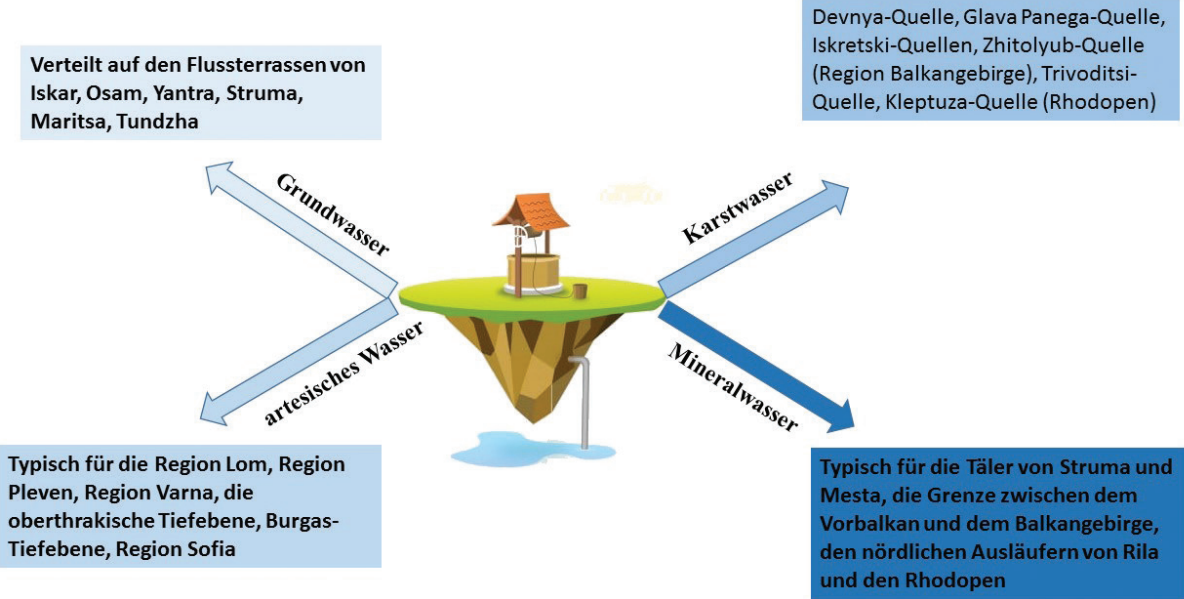 Verteilt auf den Flussterrassen von
Iskar, Osam, Yantra, Struma,
Maritsa, Tundzha
Devnya-Quelle, Glava Panega-Quelle,
Iskretski-Quellen, Zhitolyub-Quelle
(Region Balkangebirge), Trivoditsi-
Quelle, Kleptuza-Quelle (Rhodopen)
Grundwasser
Karstwasser
artesisches Wasser
Mineralwasser
Typisch für die Region Lom, Region
Pleven, Region Varna, die
oberthrakische Tiefebene, Burgas-
Tiefebene, Region Sofia
Typisch für die Täler von Struma und
Mesta, die Grenze zwischen dem
Vorbalkan und dem Balkangebirge,
den nördlichen Ausläufern von Rila
und den Rhodopen